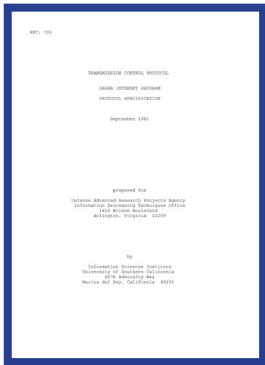 RFC: 793
TRANSMISSION CONTROL PROTOCOL
DARPA INTERNET PROGRAM
PROTOCOL SPECIFICATION
September 1981
prepared for
Defense Advanced Research Projects Agency
Information Processing Techniques Office
1400 Wilson Boulevard
Arlington, Virginia 22209
by
Information Sciences Institute
University of Southern California
4676 Admiralty Way
Marina del Rey, California 90291